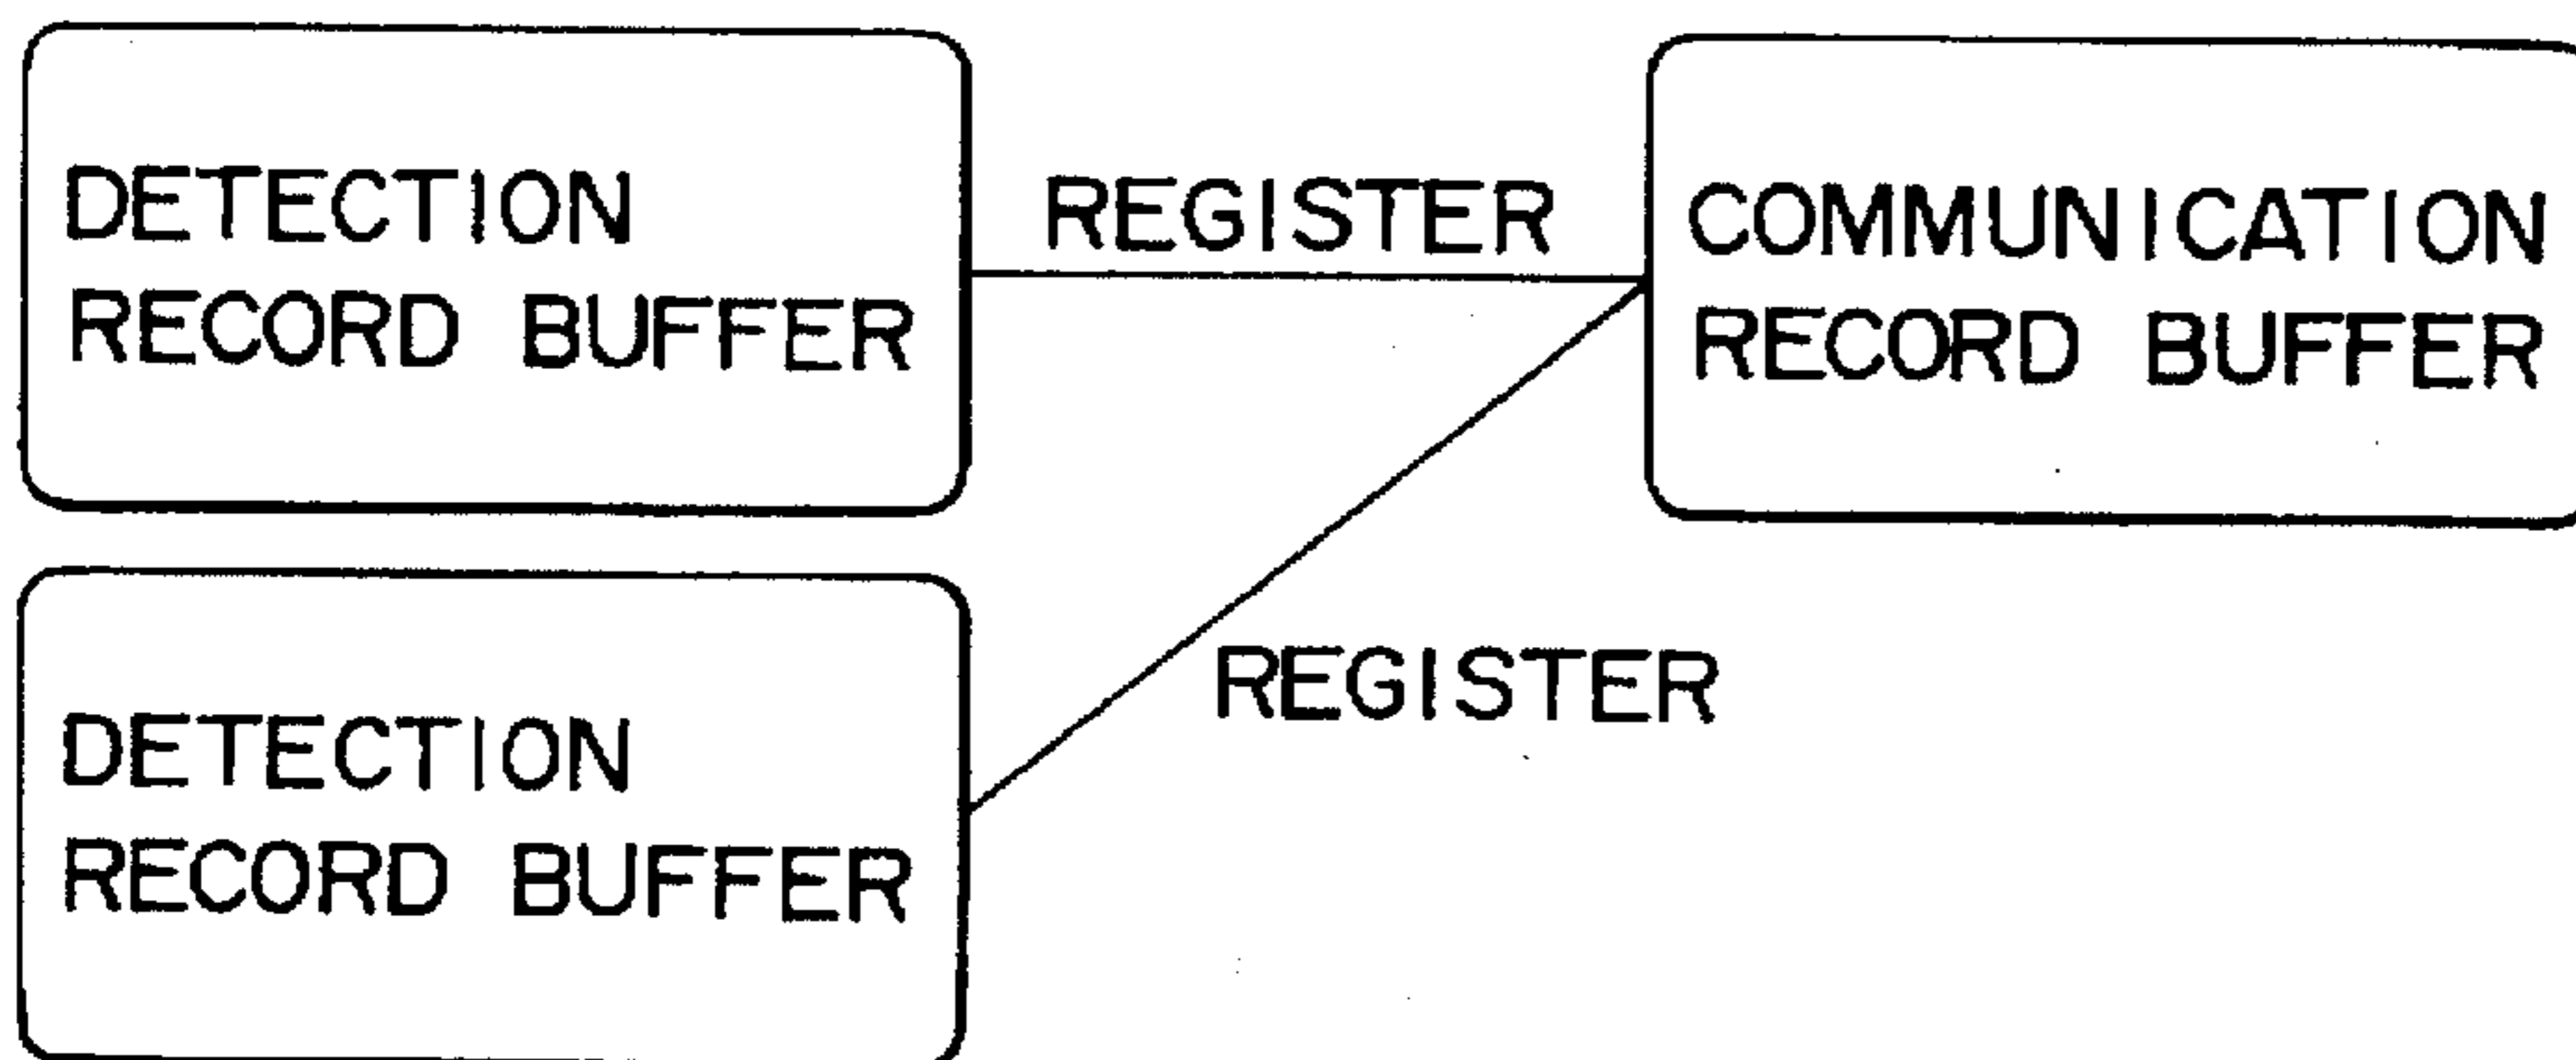 DETECTION
RECORD BUFFER
REGISTER
COMMUNICATION
RECORD BUFFER
DETECTION
RECORD BUFFER
REGISTER